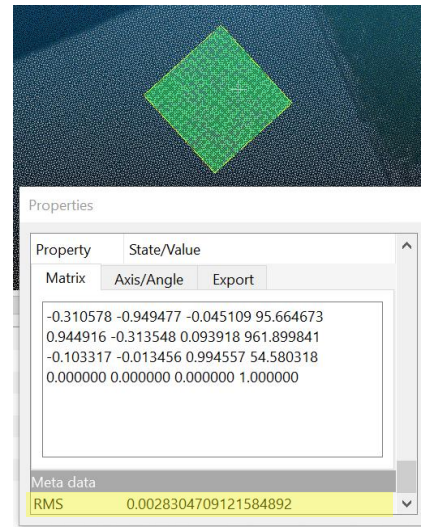 Properties
Property State/Value
Matrix Axis/Angle Export
-0.310578 -0.949477 -0.045109 95.664673
0.944916 -0.313548 0.093918 961.899841
-0.103317 -0.013456 0.994557 54.580318
0.000000 0.000000 0.000000 1.000000
Meta data
RMS 0.0028304709121584892